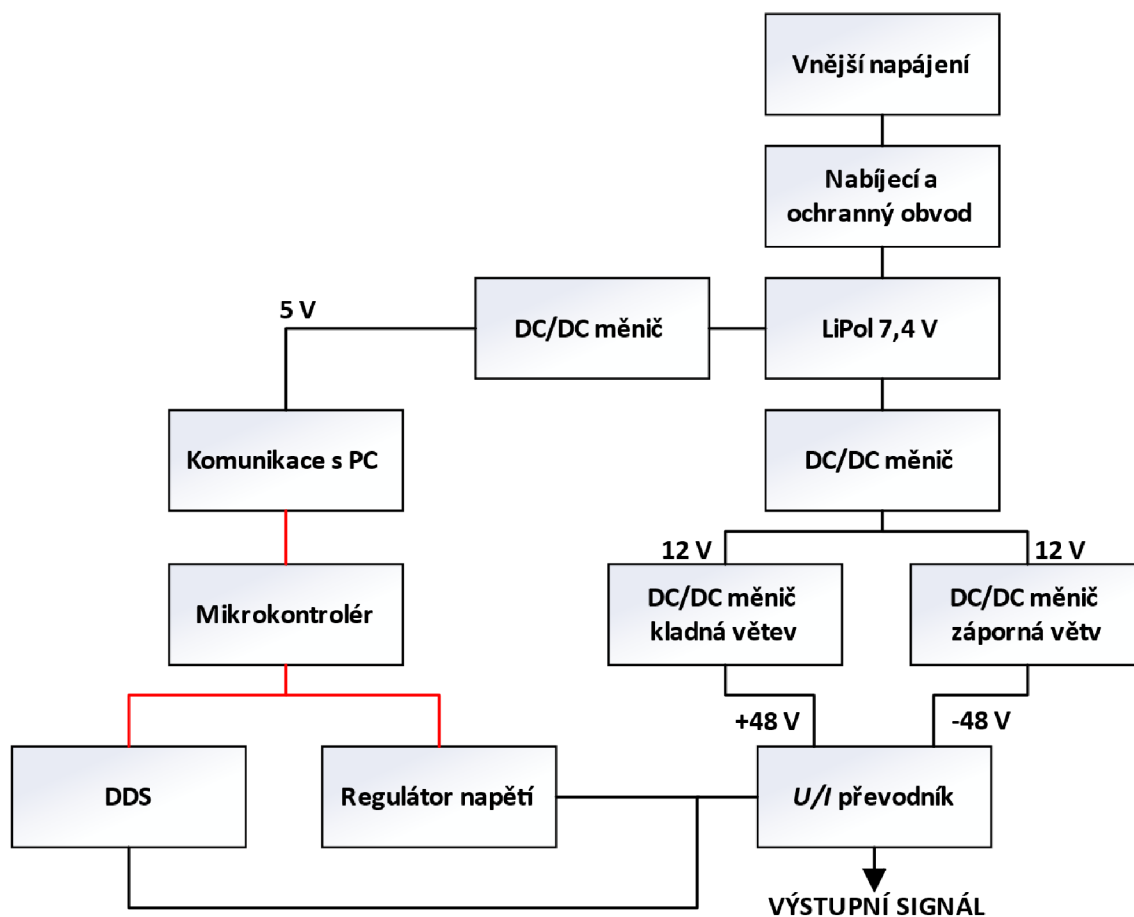 Vnější napájení
Nabíjecí a
ochranný obvod
5 V
DC/DC měnič
LiPol 7,4 V
Komunikace s PC
DC/DC měnič
12 V
12 V
Mikrokontrolér
DC/DC měnič
kladná větev
DC/DC měnič
záporná větv
+48 V
-48 V
DDS
Regulátor napětí
U/I převodník
VÝSTUPNÍ SIGNÁL